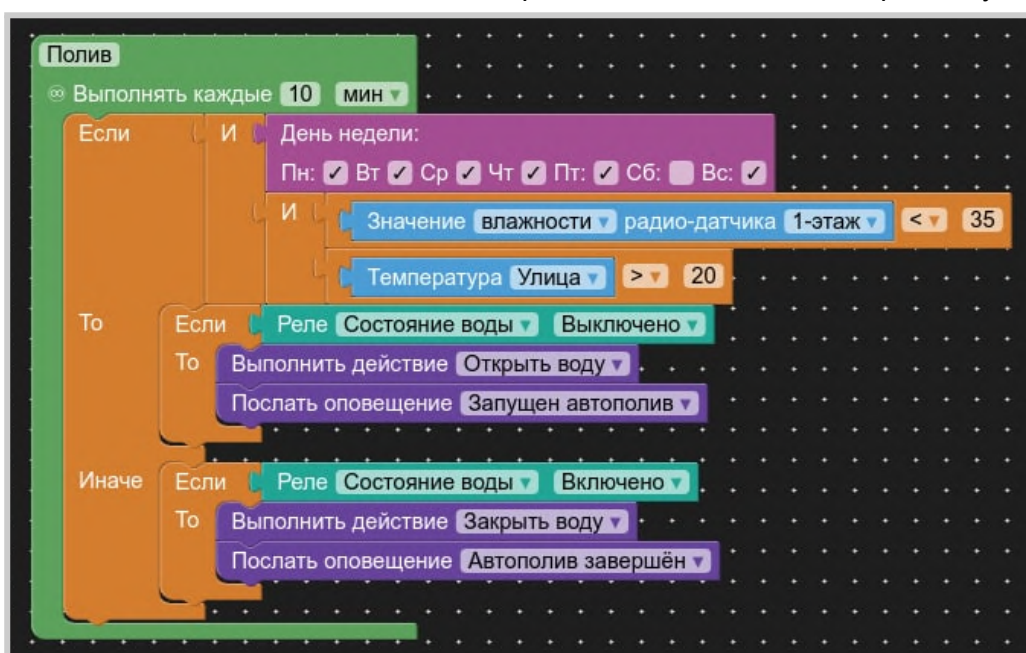 Полив
Выполнять каждые 10 мин
Если И День недели:
Пн: Вт Ср Чт Пт: Сб: Вс:
И Значение влажности радио-датчика 1-этаж < 35
Температура Улица > 20
То Если Реле Состояние воды Выключено
То Выполнить действие Открыть воду
Послать оповещение Запущен автополив
Иначе Если Реле Состояние воды Включено
То Выполнить действие Закрыть воду
Послать оповещение Автополив завершён